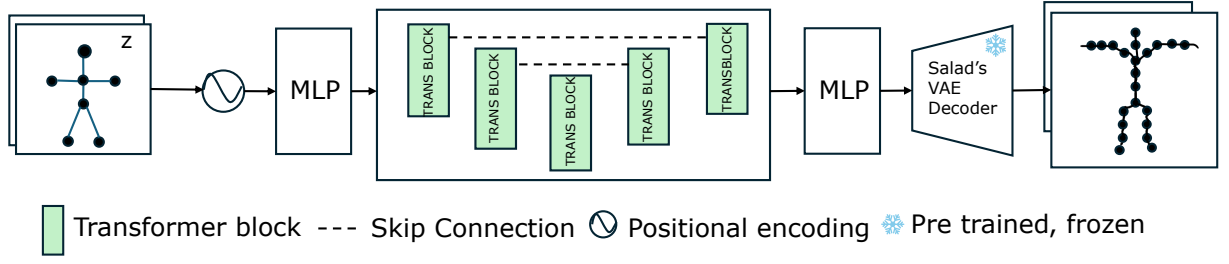 z
MLP
TRANS BLOCK
TRANS BLOCK
TRANS BLOCK
TRANS BLOCK
TRANSBLOCK
MLP
Salad's
VAE
Decoder
Transformer block
Skip Connection
Positional encoding
Pre trained, frozen